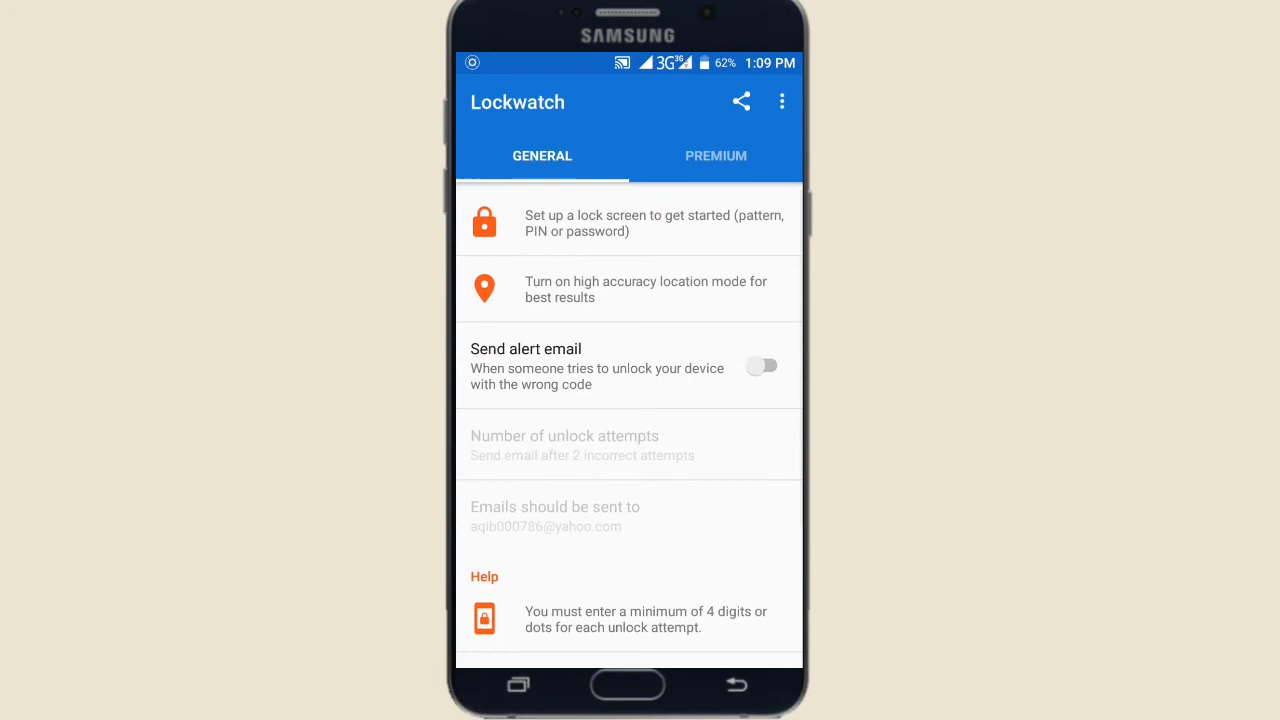 SAMSUNG
3G 3G 62% 1:09 PM
Lockwatch
GENERAL PREMIUM
Set up a lock screen to get started (pattern,
PIN or password)
Turn on high accuracy location mode for
best results
Send alert email
When someone tries to unlock your device
with the wrong code
Number of unlock attempts
Send email after 2 incorrect attempts
Emails should be sent to
aqib000786@yahoo.com
Help
You must enter a minimum of 4 digits or
dots for each unlock attempt.